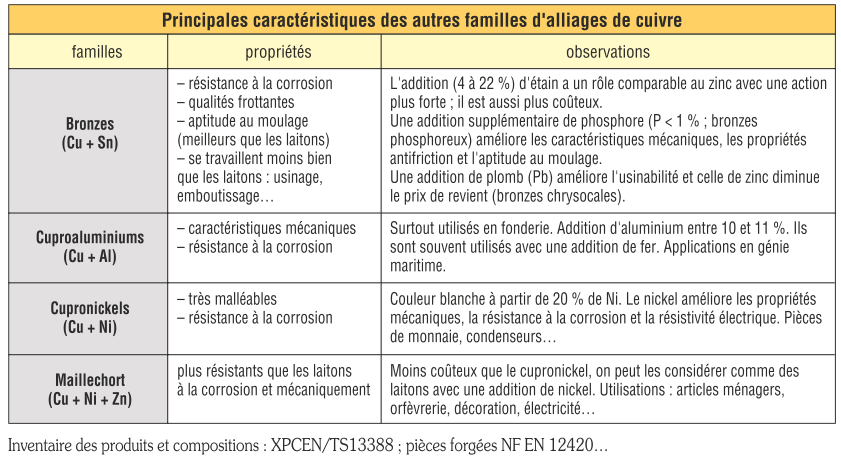 Principales caractéristiques des autres familles d'alliages de cuivre
familles
propriétés
observations
Bronzes
(Cu + Sn)
– résistance à la corrosion
– qualités frottantes
– aptitude au moulage
(meilleurs que les laitons)
– se travaillent moins bien
que les laitons : usinage,
emboutissage…
L'addition (4 à 22 %) d'étain a un rôle comparable au zinc avec une action
plus forte ; il est aussi plus coûteux.
Une addition supplémentaire de phosphore (P < 1 % ; bronzes
phosphoreux) améliore les caractéristiques mécaniques, les propriétés
antifriction et l'aptitude au moulage.
Une addition de plomb (Pb) améliore l'usinabilité et celle de zinc diminue
le prix de revient (bronzes chrysocales).
Cuproaluminiums
(Cu + Al)
– caractéristiques mécaniques
– résistance à la corrosion
Surtout utilisés en fonderie. Addition d'aluminium entre 10 et 11 %. Ils
sont souvent utilisés avec une addition de fer. Applications en génie
maritime.
Cupronickels
(Cu + Ni)
– très malléables
– résistance à la corrosion
Couleur blanche à partir de 20 % de Ni. Le nickel améliore les propriétés
mécaniques, la résistance à la corrosion et la résistivité électrique. Pièces
de monnaie, condenseurs…
Maillechort
(Cu + Ni + Zn)
plus résistants que les laitons
à la corrosion et mécaniquement
Moins coûteux que le cupronickel, on peut les considérer comme des
laitons avec une addition de nickel. Utilisations : articles ménagers,
orfèvrerie, décoration, électricité…
Inventaire des produits et compositions : XPCEN/TS13388 ; pièces forgées NF EN 12420…